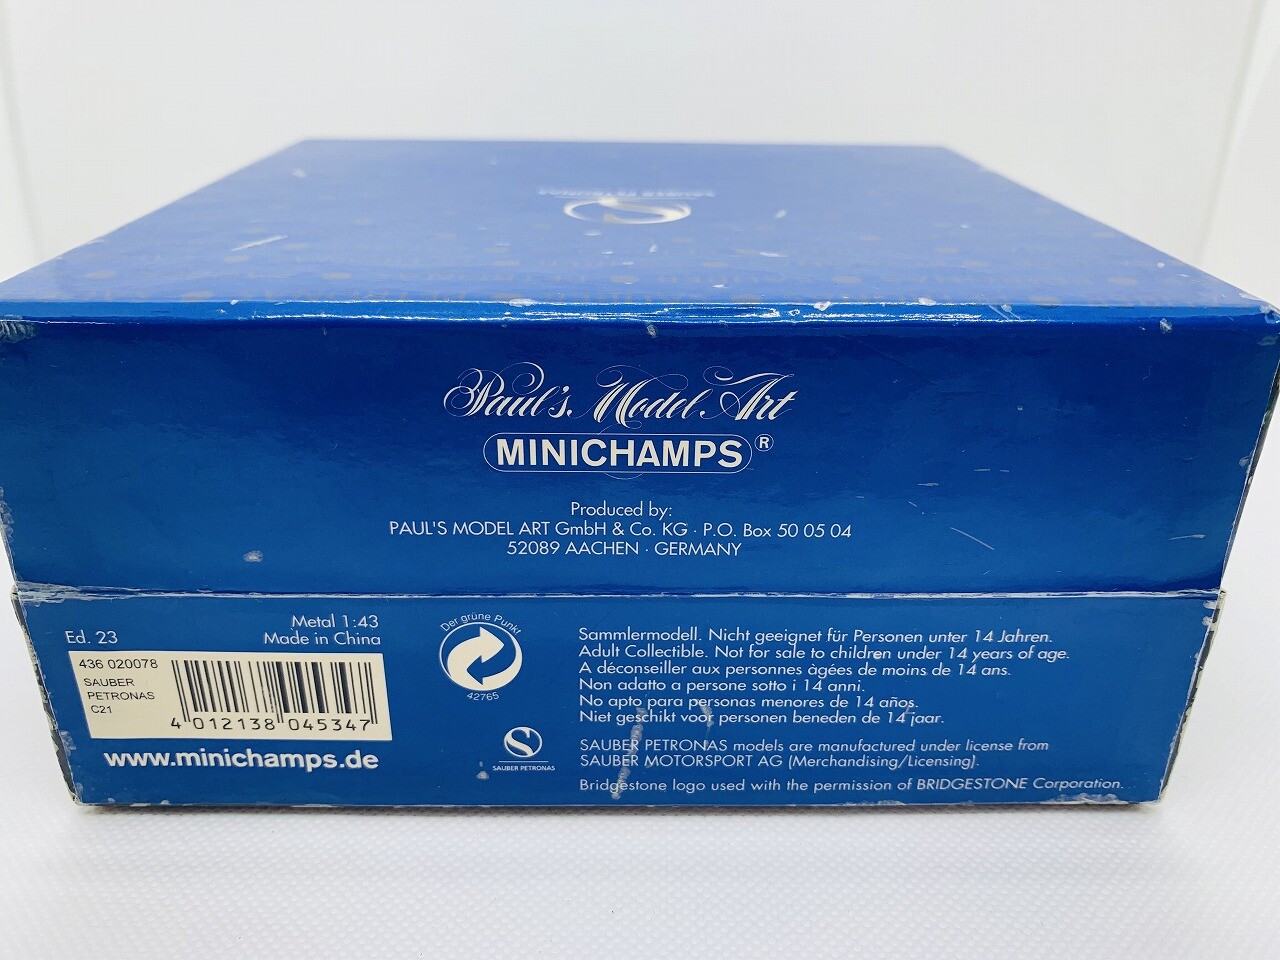 SAUBER PETRONAS
Paul's Model Art
MINICHAMPS®
Produced by:
PAUL'S MODEL ART GmbH & Co. KG · P.O. Box 50 05 04
52089 AACHEN · GERMANY
Ed. 23
Metal 1:43
Made in China
436 020078
SAUBER
PETRONAS
C21
4 012138 045347
www.minichamps.de
Der grüne Punkt
42765
SAUBER PETRONAS
Sammlermodell. Nicht geeignet für Personen unter 14 Jahren.
Adult Collectible. Not for sale to children under 14 years of age.
A déconseiller aux personnes àgées de moins de 14 ans.
Non adatto a persone sotto i 14 anni.
No apto para personas menores de 14 años.
Niet geschikt voor personen beneden de 14 jaar.
SAUBER PETRONAS models are manufactured under license from
SAUBER MOTORSPORT AG (Merchandising/Licensing).
Bridgestone logo used with the permission of BRIDGESTONE Corporation.